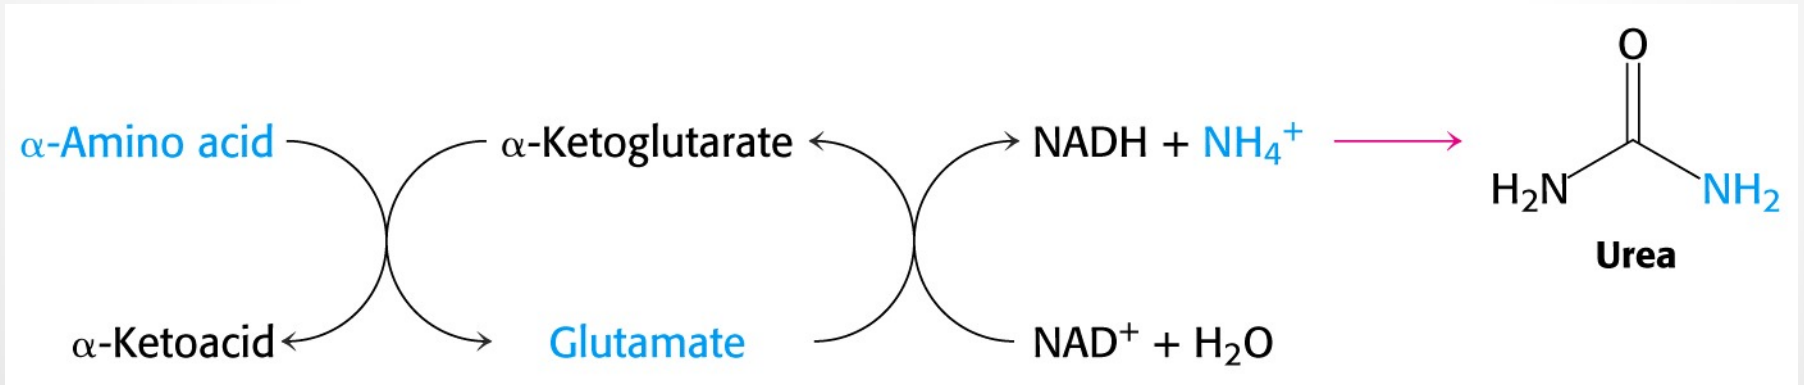 O
α-Amino acid α-Ketoglutarate NADH + NH₄⁺
H₂N NH₂
Urea
α-Ketoacid Glutamate NAD⁺ + H₂O